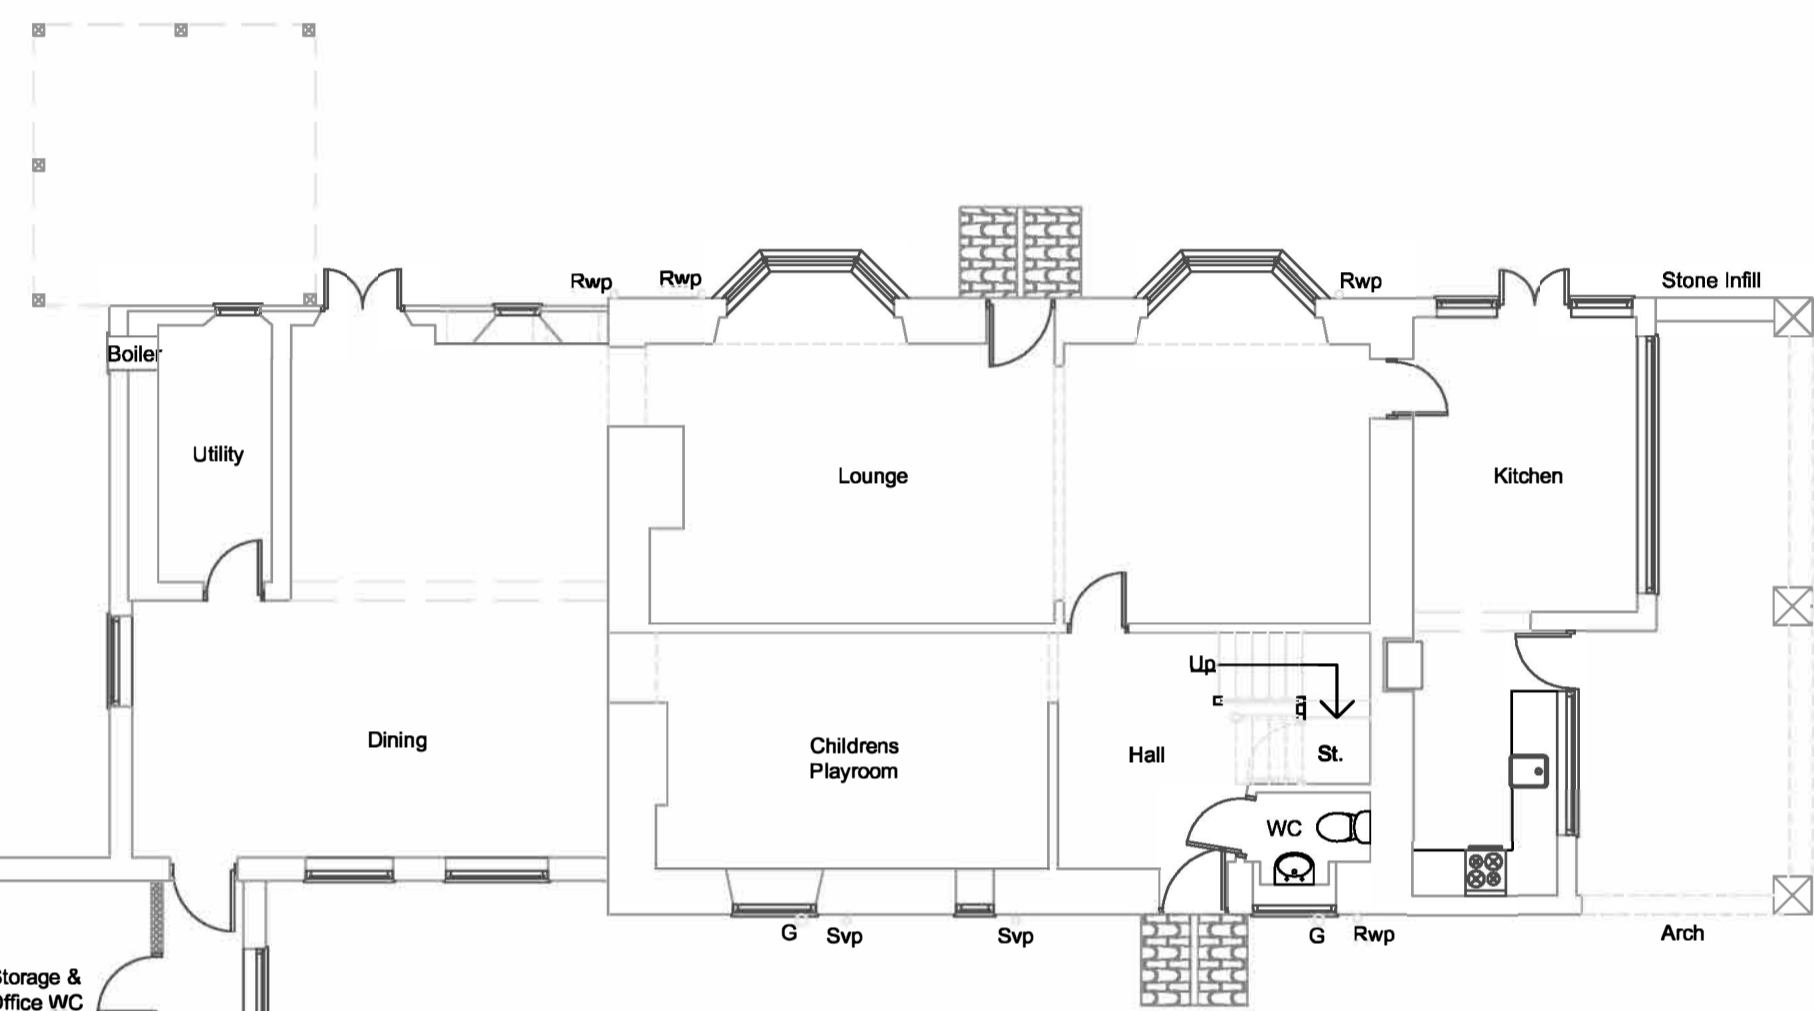 Rwp
Rwp
Rwp
Stone Infill
Boiler
Utility
Lounge
Kitchen
Up
Dining
Childrens
Playroom
Hall
St.
WC
G
Svp
Svp
G
Rwp
Arch
Storage &
Office WC